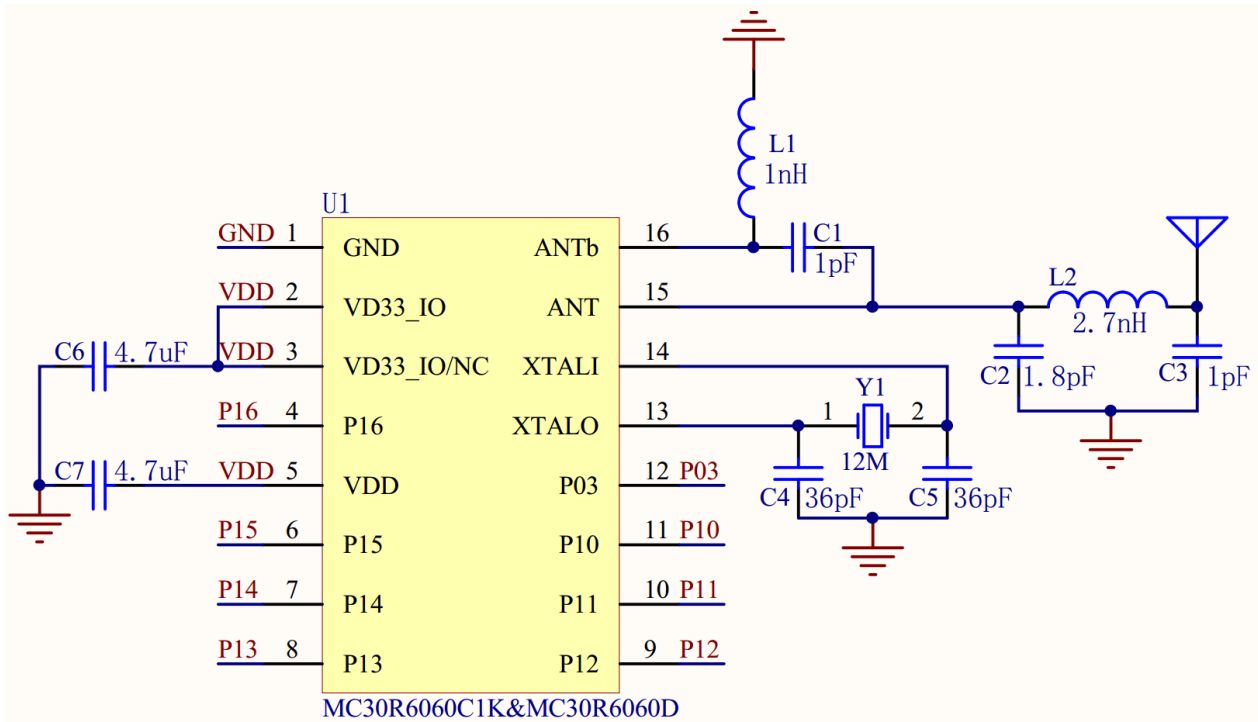 L1
1nH
U1
GND 1 GND ANTb 16
C1
1pF
VDD 2 VD33_IO ANT 15
L2
2.7nH
C6 4.7uF VDD 3 VD33_IO/NC XTALI 14
C2 1.8pF
C3 1pF
P16 4 P16 XTALO 13
1 Y1 2
12M
C7 4.7uF VDD 5 VDD P03 12 P03
C4 36pF
C5 36pF
P15 6 P15 P10 11 P10
P14 7 P14 P11 10 P11
P13 8 P13 P12 9 P12
MC30R6060C1K&MC30R6060D